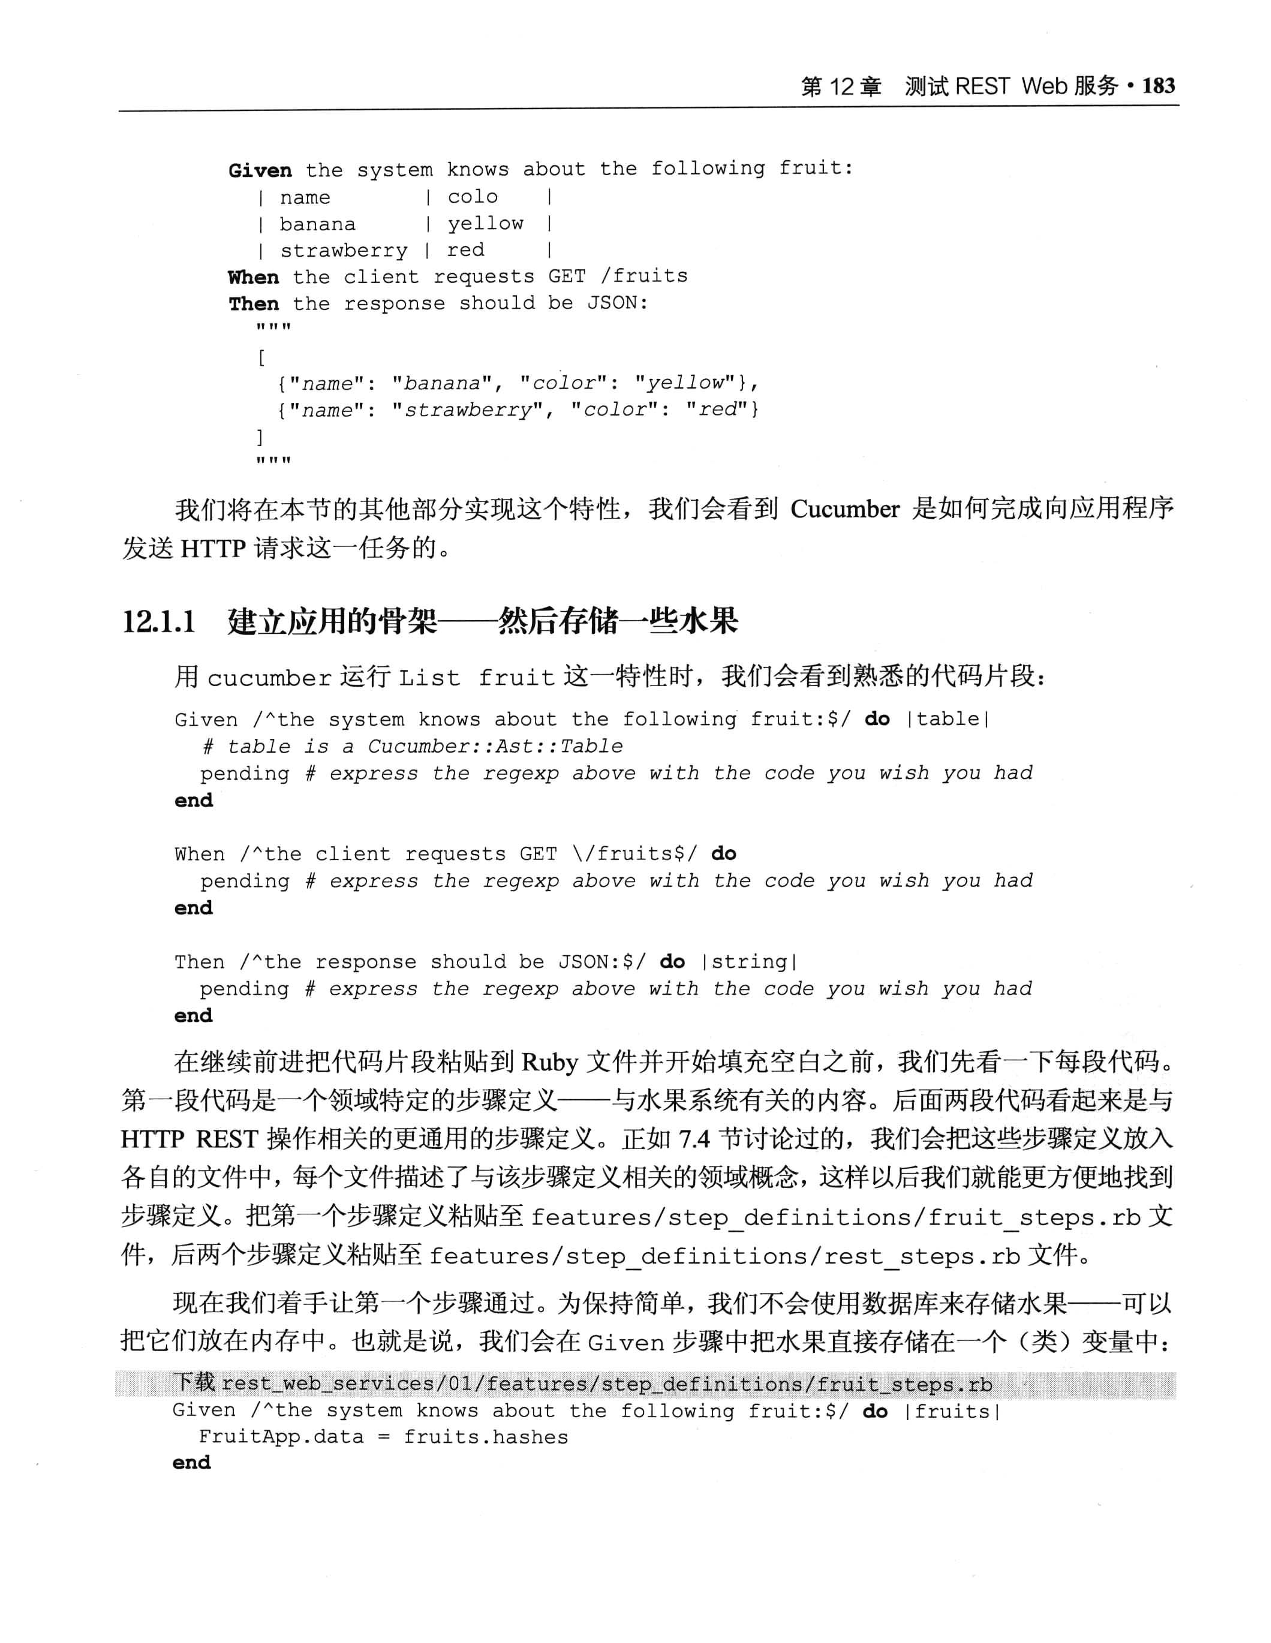 第 12 章 测试 REST Web 服务 • 183
Given the system knows about the following fruit:
| name | colo |
| banana | yellow |
| strawberry | red |
When the client requests GET /fruits
Then the response should be JSON:
"""
[
{"name": "banana", "color": "yellow"},
{"name": "strawberry", "color": "red"}
]
"""
我们将在本节的其他部分实现这个特性，我们会看到 Cucumber 是如何完成向应用程序
发送 HTTP 请求这一任务的。
12.1.1 建立应用的骨架——然后存储一些水果
用 cucumber 运行 List fruit 这一特性时，我们会看到熟悉的代码片段：
Given /^the system knows about the following fruit:$/ do |table|
# table is a Cucumber::Ast::Table
pending # express the regexp above with the code you wish you had
end
When /^the client requests GET \/fruits$/ do
pending # express the regexp above with the code you wish you had
end
Then /^the response should be JSON:$/ do |string|
pending # express the regexp above with the code you wish you had
end
在继续前进把代码片段粘贴到 Ruby 文件并开始填充空白之前，我们先看一下每段代码。
第一段代码是一个领域特定的步骤定义——与水果系统有关的内容。后面两段代码看起来是与
HTTP REST 操作相关的更通用的步骤定义。正如 7.4 节讨论过的，我们会把这些步骤定义放入
各自的文件中，每个文件描述了与该步骤定义相关的领域概念，这样以后我们就能更方便地找到
步骤定义。把第一个步骤定义粘贴至 features/step_definitions/fruit_steps.rb 文
件，后两个步骤定义粘贴至 features/step_definitions/rest_steps.rb 文件。
现在我们着手让第一个步骤通过。为保持简单，我们不会使用数据库来存储水果——可以
把它们放在内存中。也就是说，我们会在 Given 步骤中把水果直接存储在一个（类）变量中：
下载 rest_web_services/01/features/step_definitions/fruit_steps.rb
Given /^the system knows about the following fruit:$/ do |fruits|
FruitApp.data = fruits.hashes
end